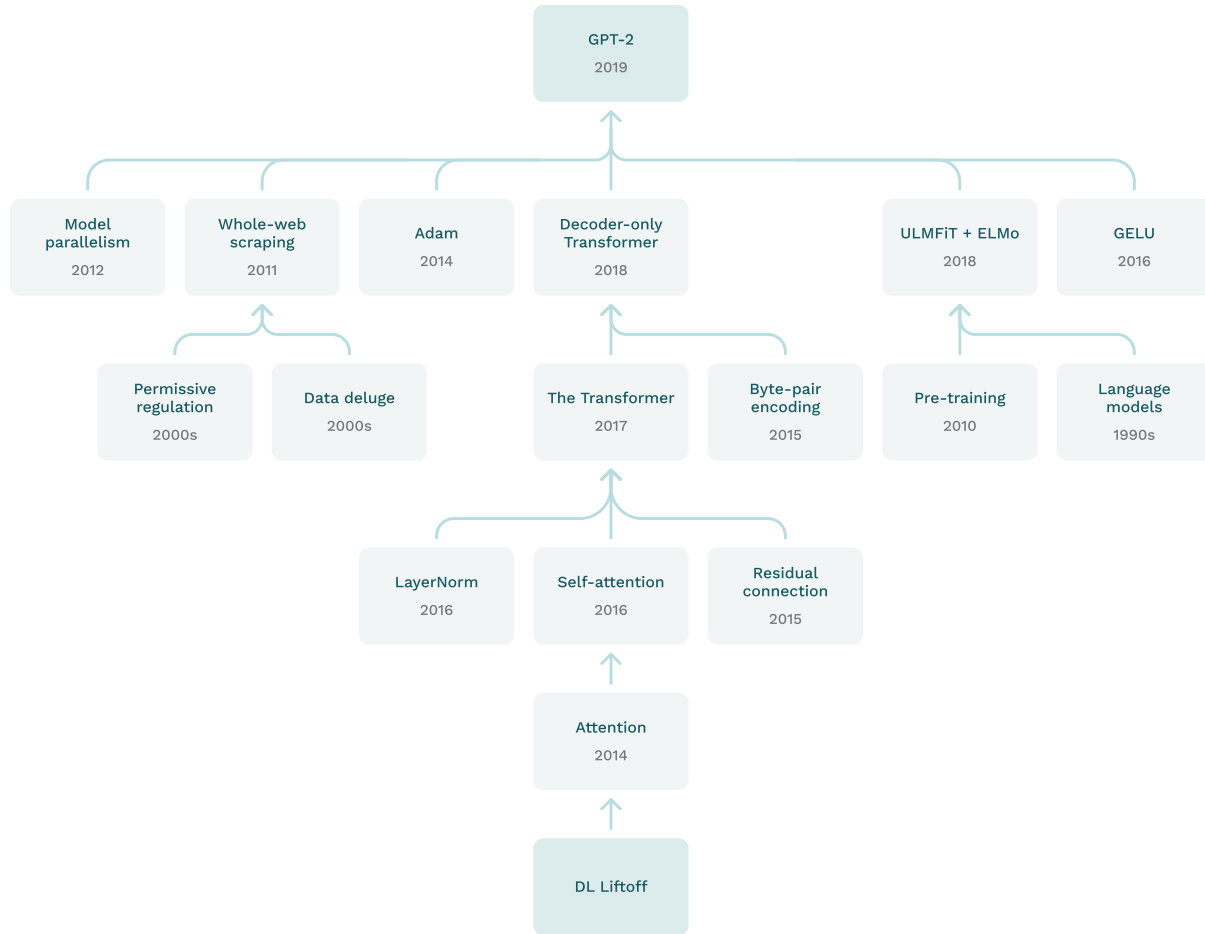 GPT-2
2019
Model
parallelism
2012
Whole-web
scraping
2011
Adam
2014
Decoder-only
Transformer
2018
ULMFiT + ELMo
2018
GELU
2016
Permissive
regulation
2000s
Data deluge
2000s
The Transformer
2017
Byte-pair
encoding
2015
Pre-training
2010
Language
models
1990s
LayerNorm
2016
Self-attention
2016
Residual
connection
2015
Attention
2014
DL Liftoff